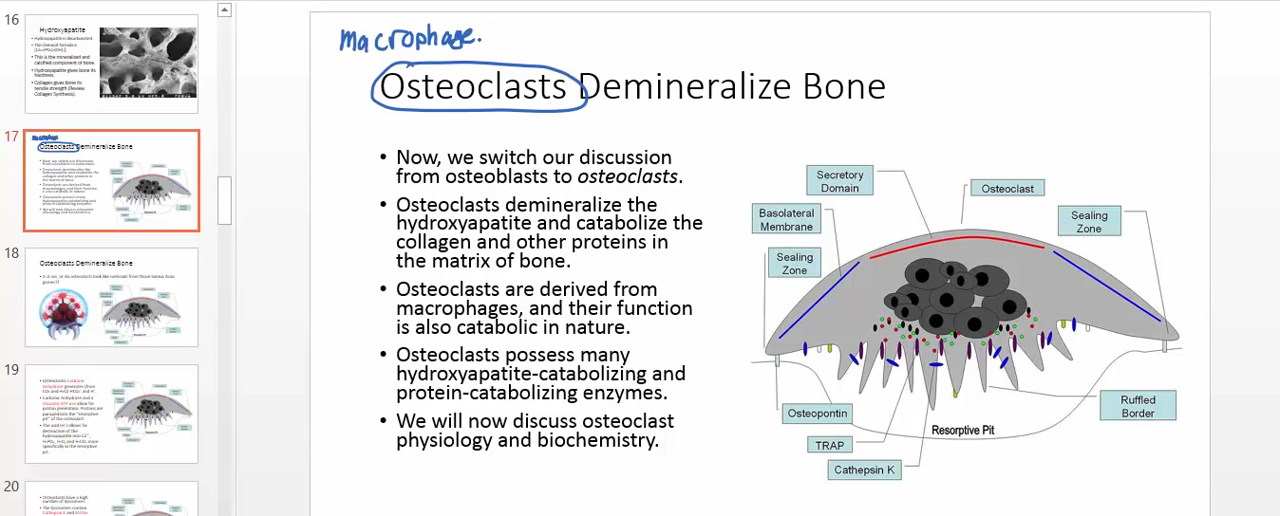 16
Hydroxyapatite
17
Macrophage.
Osteoclasts Demineralize Bone
18
Osteoclasts Demineralize Bone
19
20
Macrophage.
Osteoclasts Demineralize Bone
• Now, we switch our discussion
from osteoblasts to osteoclasts.
• Osteoclasts demineralize the
hydroxyapatite and catabolize the
collagen and other proteins in
the matrix of bone.
• Osteoclasts are derived from
macrophages, and their function
is also catabolic in nature.
• Osteoclasts possess many
hydroxyapatite-catabolizing and
protein-catabolizing enzymes.
• We will now discuss osteoclast
physiology and biochemistry.
Secretory
Domain
Osteoclast
Basolateral
Membrane
Sealing
Zone
Sealing
Zone
Osteopontin
TRAP
Cathepsin K
Resorptive Pit
Ruffled
Border